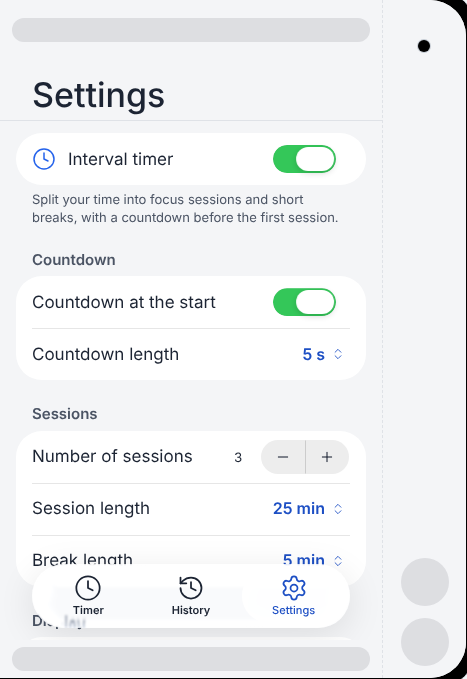 Settings
Interval timer
Split your time into focus sessions and short
breaks, with a countdown before the first session.
Countdown
Countdown at the start
Countdown length 5 s
Sessions
Number of sessions 3 − +
Session length 25 min
Break length 5 min
Timer History Settings